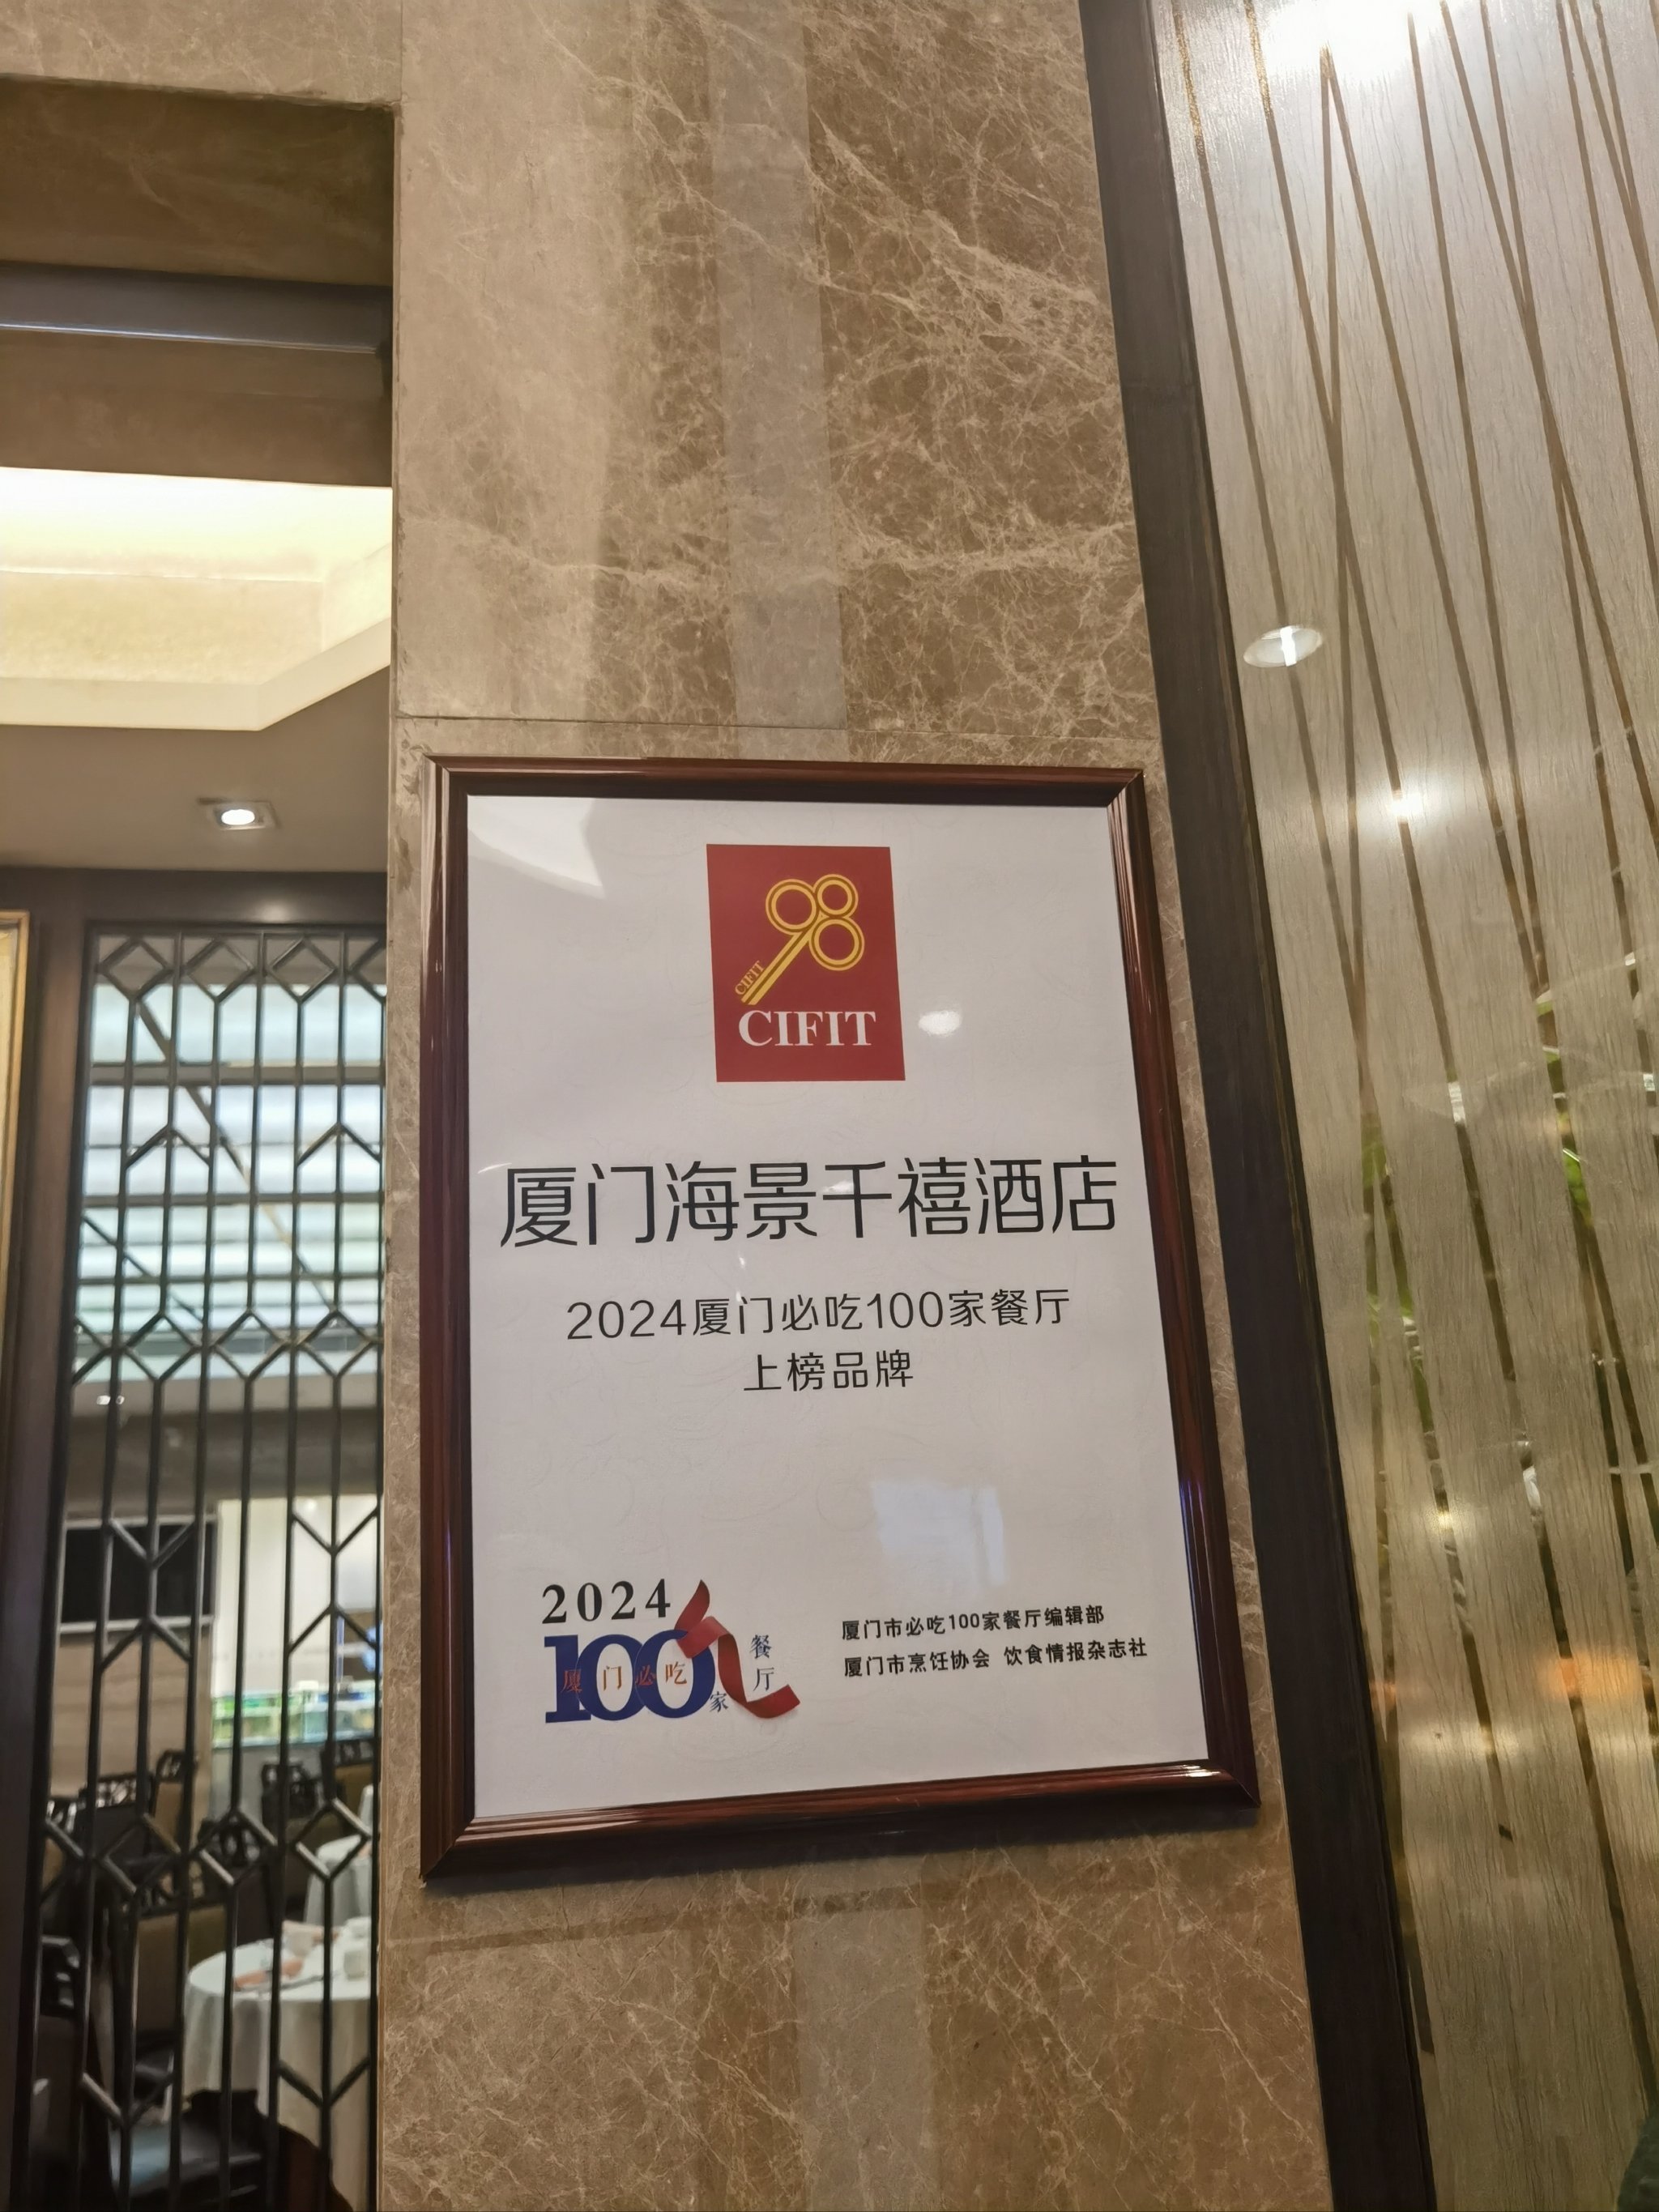 98
CIFIT
CIFIT
厦门海景千禧酒店
2024厦门必吃100家餐厅
上榜品牌
2024
100
厦门必吃
家
餐厅
厦门市必吃100家餐厅编辑部
厦门市烹饪协会 饮食情报杂志社